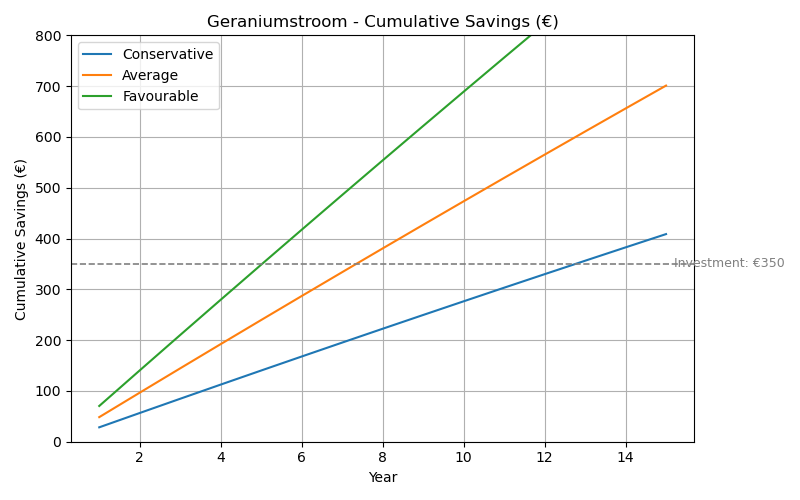 Geraniumstroom - Cumulative Savings (€)
Conservative
Average
Favourable
Cumulative Savings (€)
800
700
600
500
400
300
200
100
0
Investment: €350
2 4 6 8 10 12 14
Year